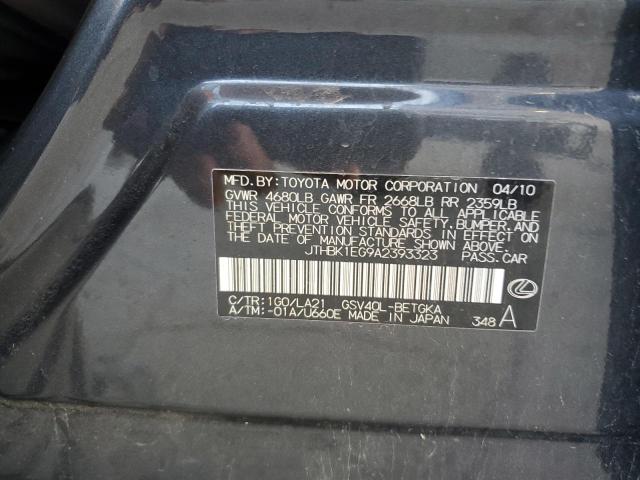 MFD. BY: TOYOTA MOTOR CORPORATION 04/10
GVWR 4680LB GAWR FR 2668LB RR 2359LB
THIS VEHICLE CONFORMS TO ALL APPLICABLE
FEDERAL MOTOR VEHICLE SAFETY, BUMPER, AND
THEFT PREVENTION STANDARDS IN EFFECT ON
THE DATE OF MANUFACTURE SHOWN ABOVE.
JTHBK1EG9A2393323 PASS. CAR
C/TR: 1G0/LA21 GSV40L-BETGKA
A/TM: -01A/U660E MADE IN JAPAN 348 A